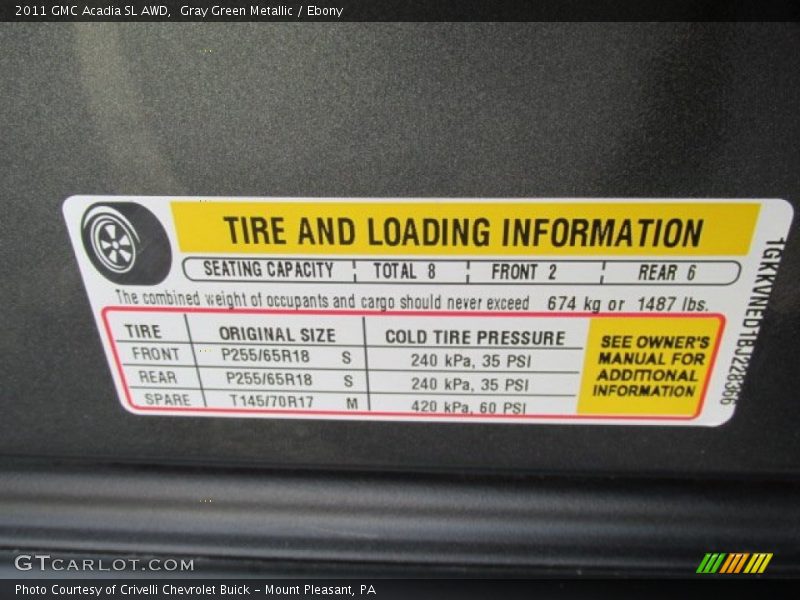 2011 GMC Acadia SL AWD,  Gray Green Metallic / Ebony
TIRE AND LOADING INFORMATION
SEATING CAPACITY TOTAL 8 FRONT 2 REAR 6
The combined weight of occupants and cargo should never exceed 674 kg or 1487 lbs.
TIRE ORIGINAL SIZE COLD TIRE PRESSURE
FRONT P255/65R18 S 240 kPa, 35 PSI
REAR P255/65R18 S 240 kPa, 35 PSI
SPARE T145/70R17 M 420 kPa, 60 PSI
SEE OWNER'S
MANUAL FOR
ADDITIONAL
INFORMATION
1GKKVNED1BJ228366
GTCARLOT.COM
Photo Courtesy of Crivelli Chevrolet Buick - Mount Pleasant, PA